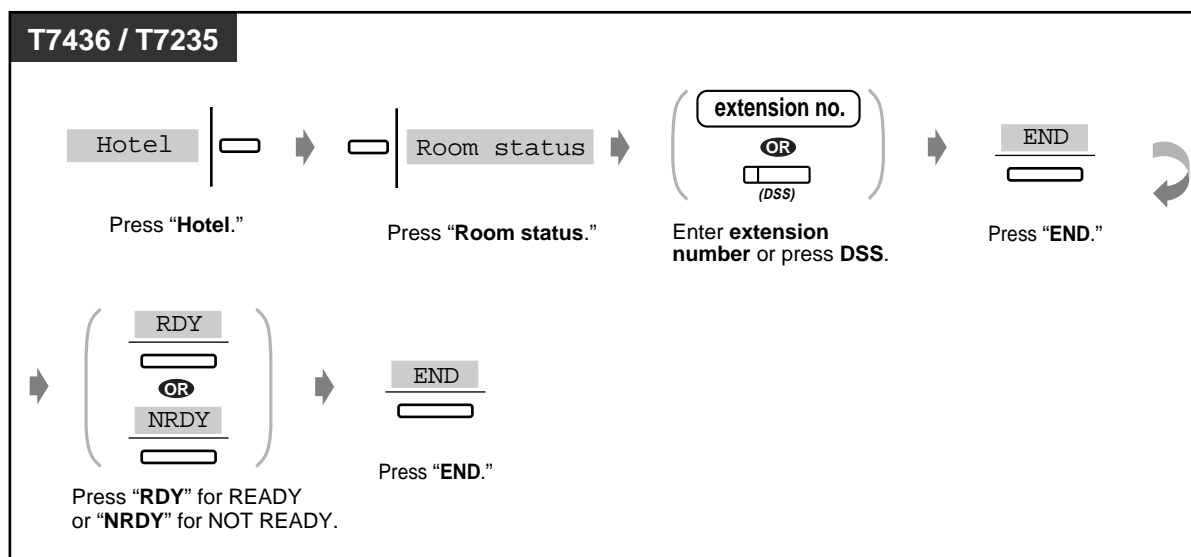 T7436 / T7235
Hotel
Room status
extension no.
OR
(DSS)
END
Press “Hotel.”
Press “Room status.”
Enter extension
number or press DSS.
Press “END.”
RDY
OR
NRDY
END
Press “RDY” for READY
or “NRDY” for NOT READY.
Press “END.”